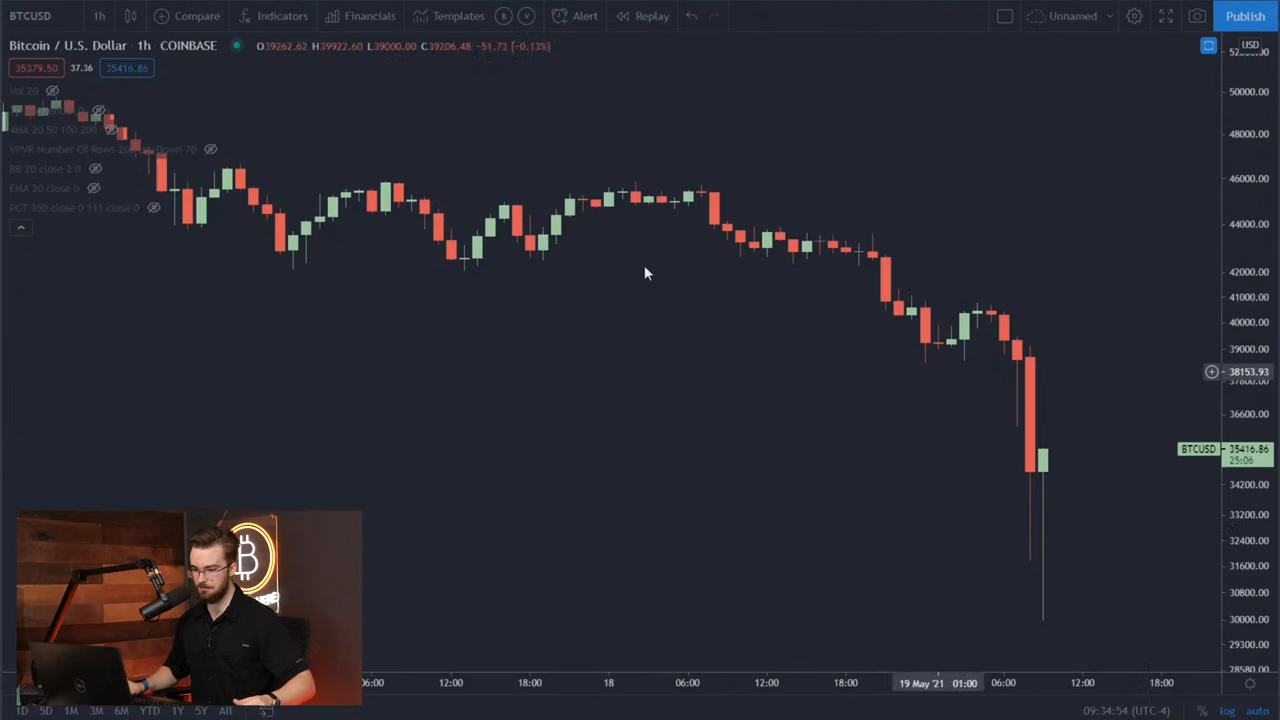 BTCUSD 1h Compare Indicators Financials Templates Alert Replay Unnamed Publish
Bitcoin / U.S. Dollar · 1h · COINBASE O39262.62 H39922.60 L39000.00 C39206.48 −51.73 (−0.13%)
USD
35379.50 37.36 35416.86
Vol 20
4MA 20 50 100 200
VPVR Number Of Rows Up/Down 70
BB 20 close 2 0
EMA 20 close 0
PCT 350 close 0 111 close 0
50000.00
48000.00
46000.00
44000.00
42000.00
41000.00
40000.00
39000.00
38153.93
37800.00
36600.00
BTCUSD 35416.86
25:06
34200.00
33200.00
32400.00
31600.00
30800.00
30000.00
29300.00
28580.00
06:00 12:00 18:00 18 06:00 12:00 18:00 19 May '21 01:00 06:00 12:00 18:00
1D 5D 1M 3M 6M YTD 1Y 5Y All 09:34:54 (UTC-4) % log auto